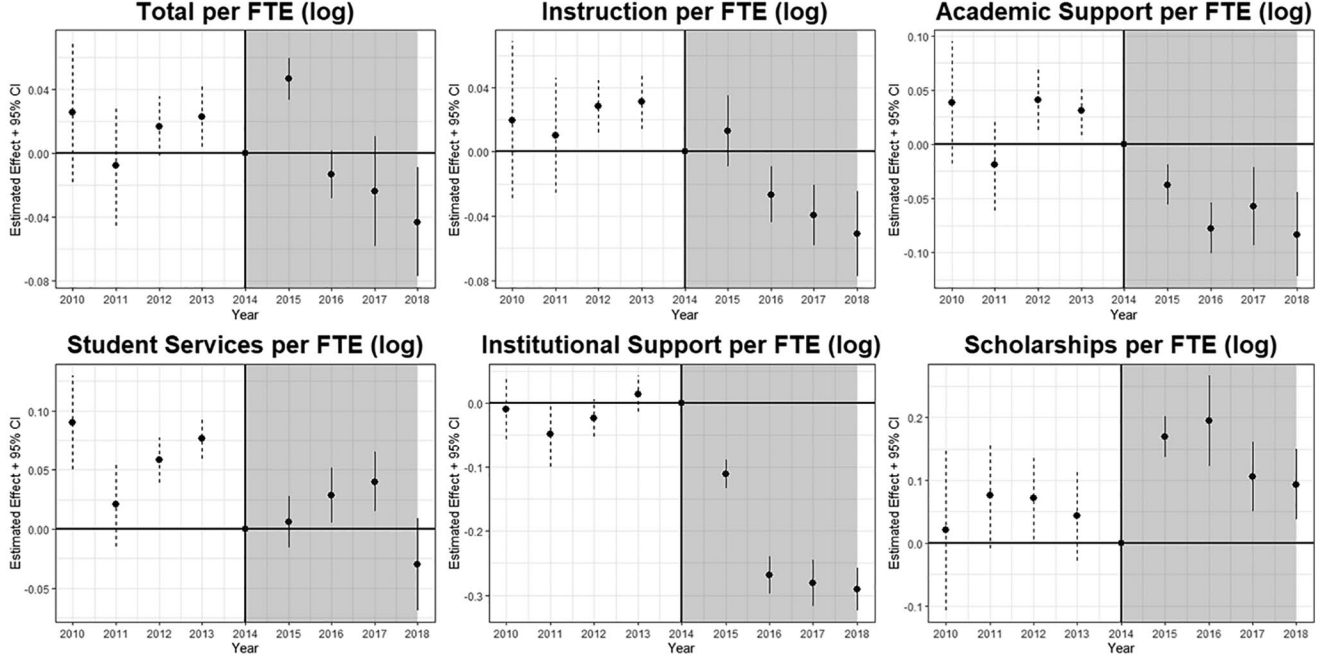 Total per FTE (log)
Estimated Effect + 95% CI
0.04
0.00
-0.04
-0.08
2010 2011 2012 2013 2014 2015 2016 2017 2018
Year
Instruction per FTE (log)
Estimated Effect + 95% CI
0.04
0.00
-0.04
-0.08
2010 2011 2012 2013 2014 2015 2016 2017 2018
Year
Academic Support per FTE (log)
Estimated Effect + 95% CI
0.10
0.05
0.00
-0.05
-0.10
2010 2011 2012 2013 2014 2015 2016 2017 2018
Year
Student Services per FTE (log)
Estimated Effect + 95% CI
0.10
0.05
0.00
-0.05
2010 2011 2012 2013 2014 2015 2016 2017 2018
Year
Institutional Support per FTE (log)
Estimated Effect + 95% CI
0.0
-0.1
-0.2
-0.3
2010 2011 2012 2013 2014 2015 2016 2017 2018
Year
Scholarships per FTE (log)
Estimated Effect + 95% CI
0.2
0.1
0.0
-0.1
2010 2011 2012 2013 2014 2015 2016 2017 2018
Year